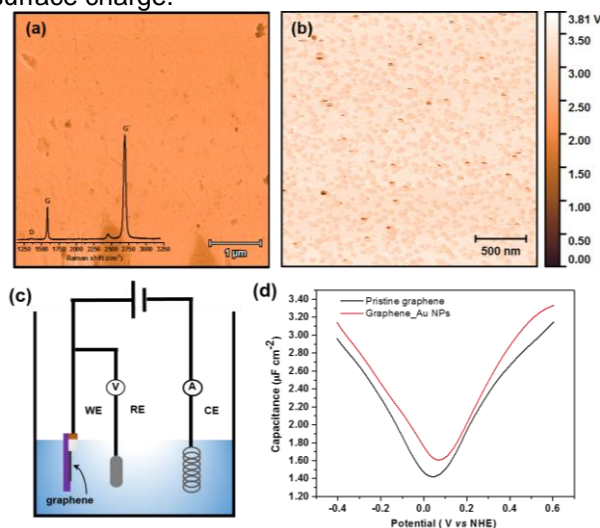 surface charge.
(a)
D
G
G'
1250 1500 1750 2000 2250 2500 2750 3000 3250
Raman shift (cm⁻¹)
1 µm
(b)
500 nm
3.81 V
3.50
3.00
2.50
2.00
1.50
1.00
0.50
0.00
(c)
V
A
WE
RE
CE
graphene
(d)
Pristine graphene
Graphene_Au NPs
Capacitance (µF cm⁻²)
3.40
3.20
3.00
2.80
2.60
2.40
2.20
2.00
1.80
1.60
1.40
1.20
-0.4
-0.2
0.0
0.2
0.4
0.6
Potential ( V vs NHE)